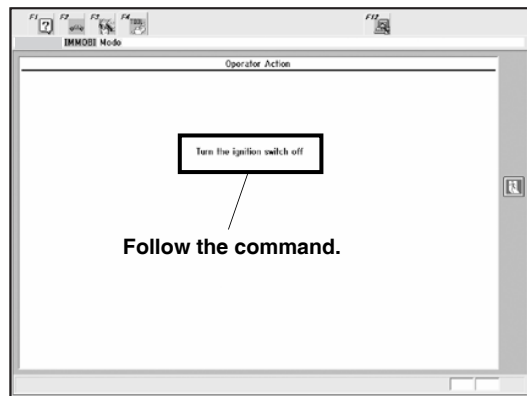 F1 F2 F3 F4 F12
IMMOBI Mode
Operator Action
Turn the ignition switch off
Follow the command.